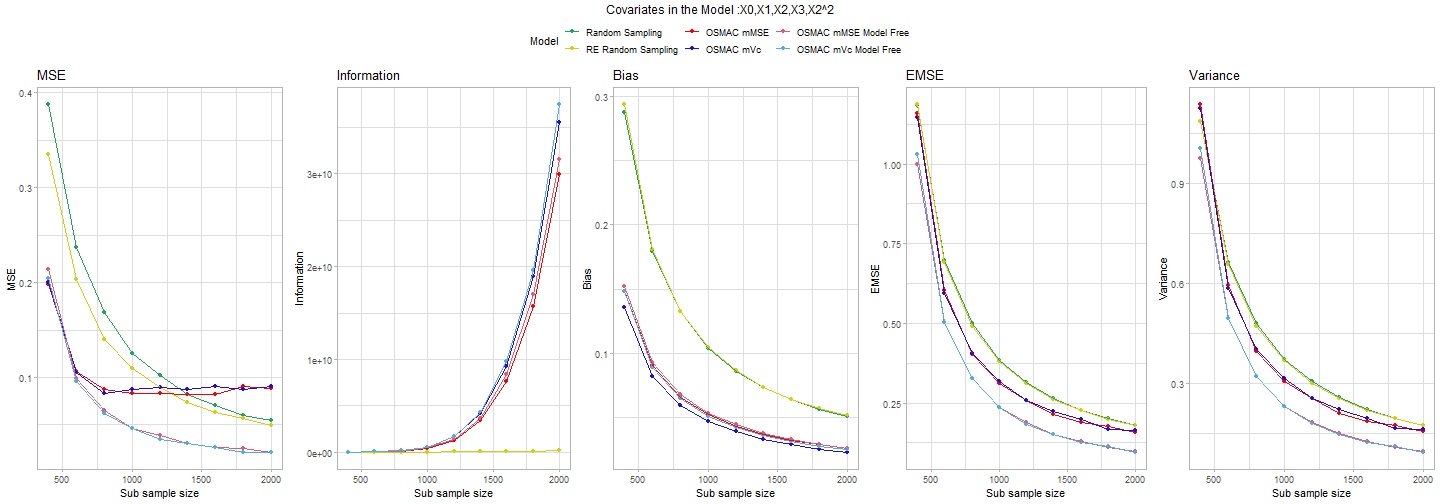 Covariates in the Model :X0,X1,X2,X3,X2^2
Model
Random Sampling
OSMAC mMSE
OSMAC mMSE Model Free
RE Random Sampling
OSMAC mVc
OSMAC mVc Model Free
MSE
0.4
0.3
0.2
0.1
MSE
500
1000
1500
2000
Sub sample size
Information
3e+10
2e+10
1e+10
0e+00
Information
500
1000
1500
2000
Sub sample size
Bias
0.3
0.2
0.1
Bias
500
1000
1500
2000
Sub sample size
EMSE
1.00
0.75
0.50
0.25
EMSE
500
1000
1500
2000
Sub sample size
Variance
0.9
0.6
0.3
Variance
500
1000
1500
2000
Sub sample size